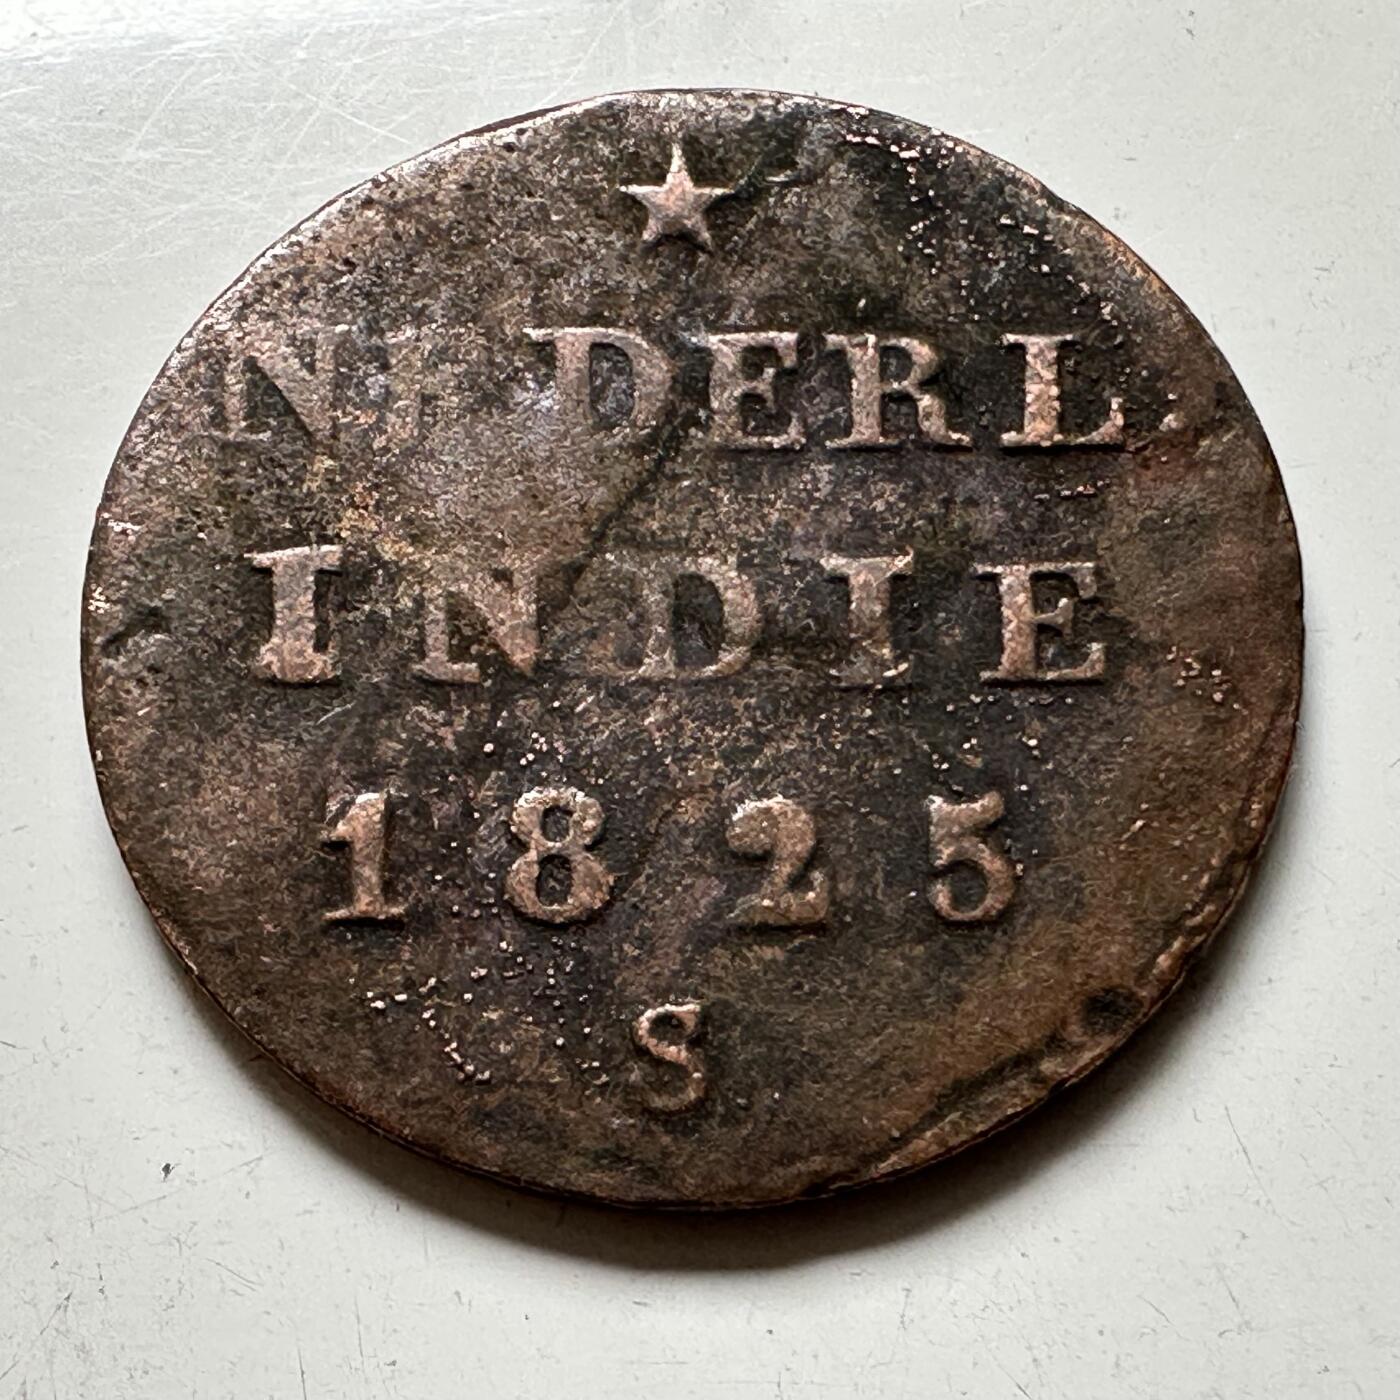 NEDERL.
INDIE
1825
S